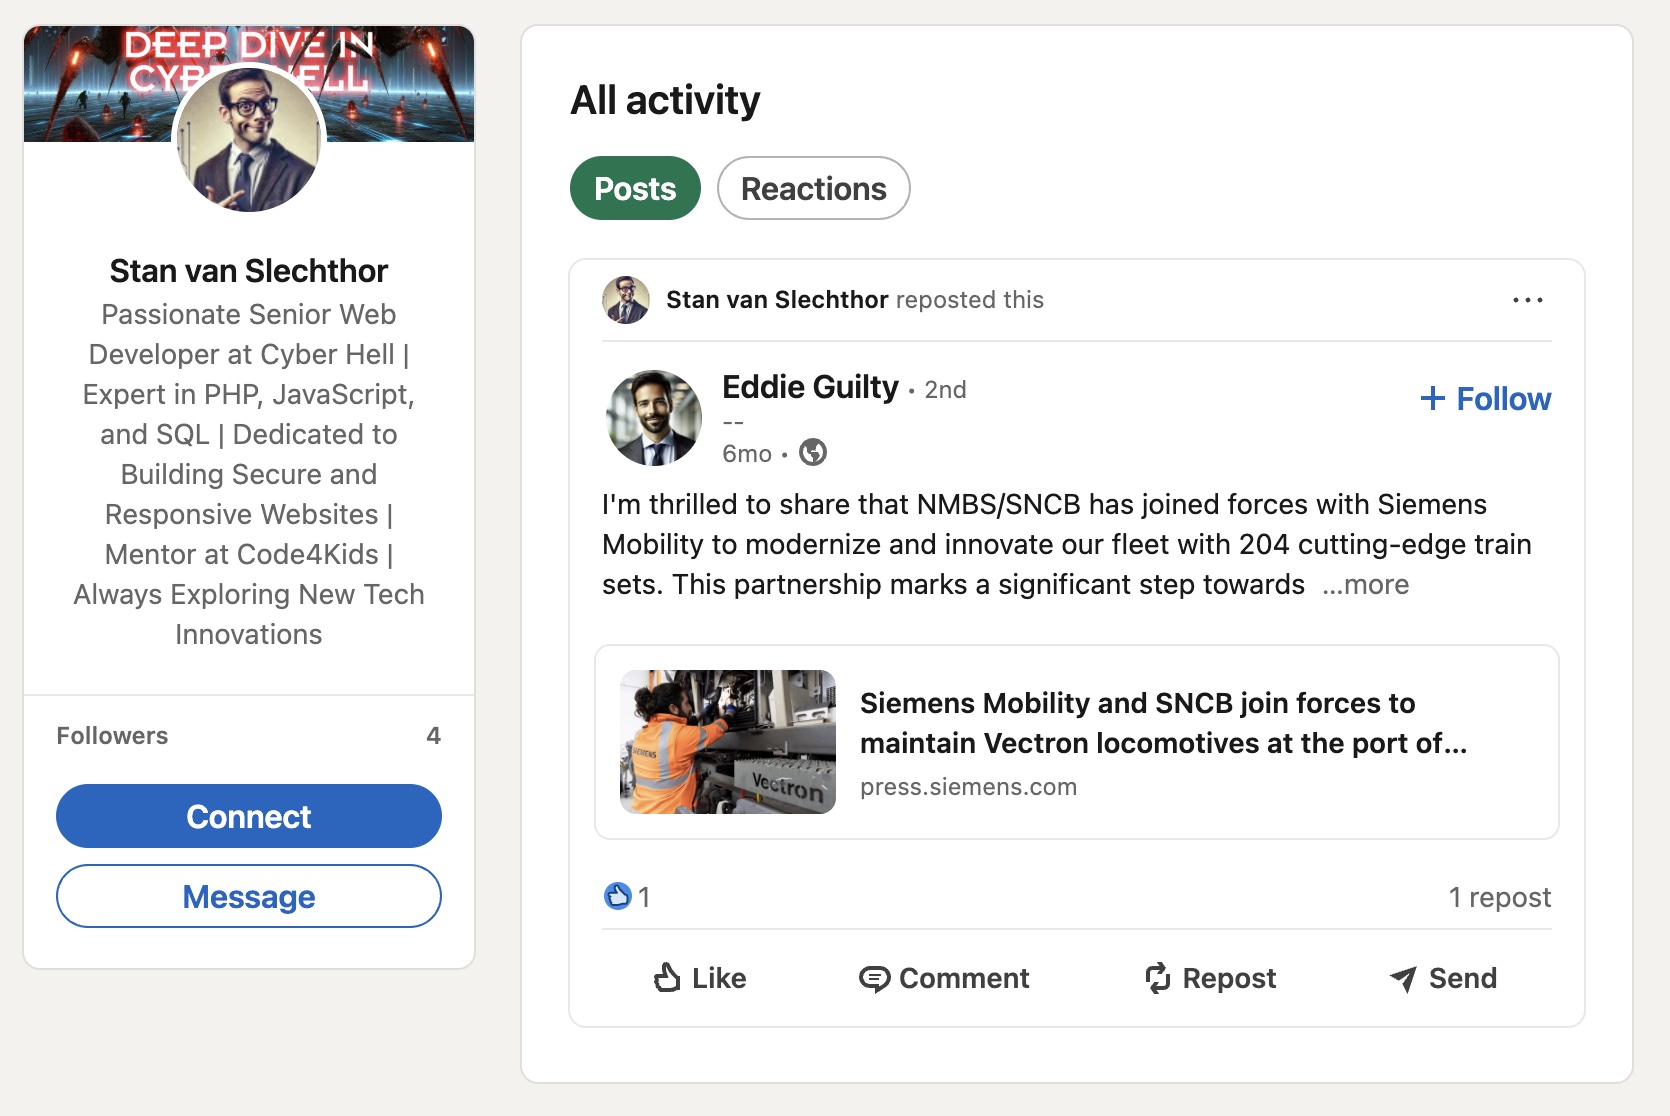 DEEP DIVE IN
CYBER HELL
Stan van Slechthor
Passionate Senior Web
Developer at Cyber Hell |
Expert in PHP, JavaScript,
and SQL | Dedicated to
Building Secure and
Responsive Websites |
Mentor at Code4Kids |
Always Exploring New Tech
Innovations
Followers 4
Connect
Message
All activity
Posts Reactions
Stan van Slechthor reposted this
Eddie Guilty • 2nd
--
6mo •
I'm thrilled to share that NMBS/SNCB has joined forces with Siemens
Mobility to modernize and innovate our fleet with 204 cutting-edge train
sets. This partnership marks a significant step towards ...more
SIEMENS
Vectron
Siemens Mobility and SNCB join forces to
maintain Vectron locomotives at the port of...
press.siemens.com
1 1 repost
Like Comment Repost Send